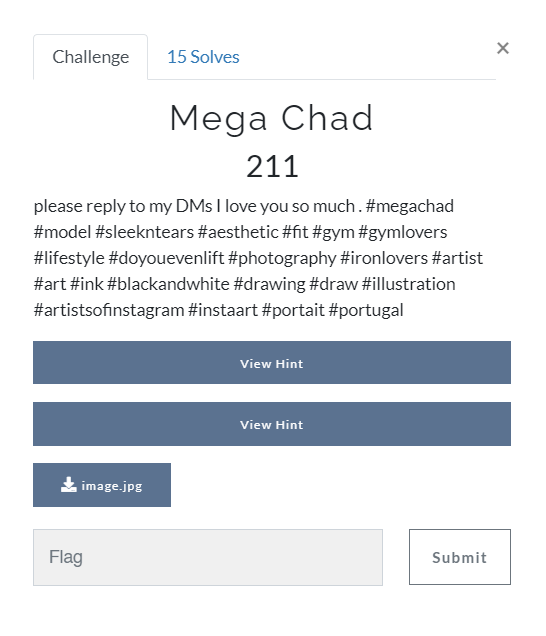 Challenge
15 Solves
×
Mega Chad
211
please reply to my DMs I love you so much . #megachad
#model #sleekntears #aesthetic #fit #gym #gymlovers
#lifestyle #doyouevenlift #photography #ironlovers #artist
#art #ink #blackandwhite #drawing #draw #illustration
#artistsofinstagram #instaart #portait #portugal
View Hint
View Hint
image.jpg
Flag
Submit